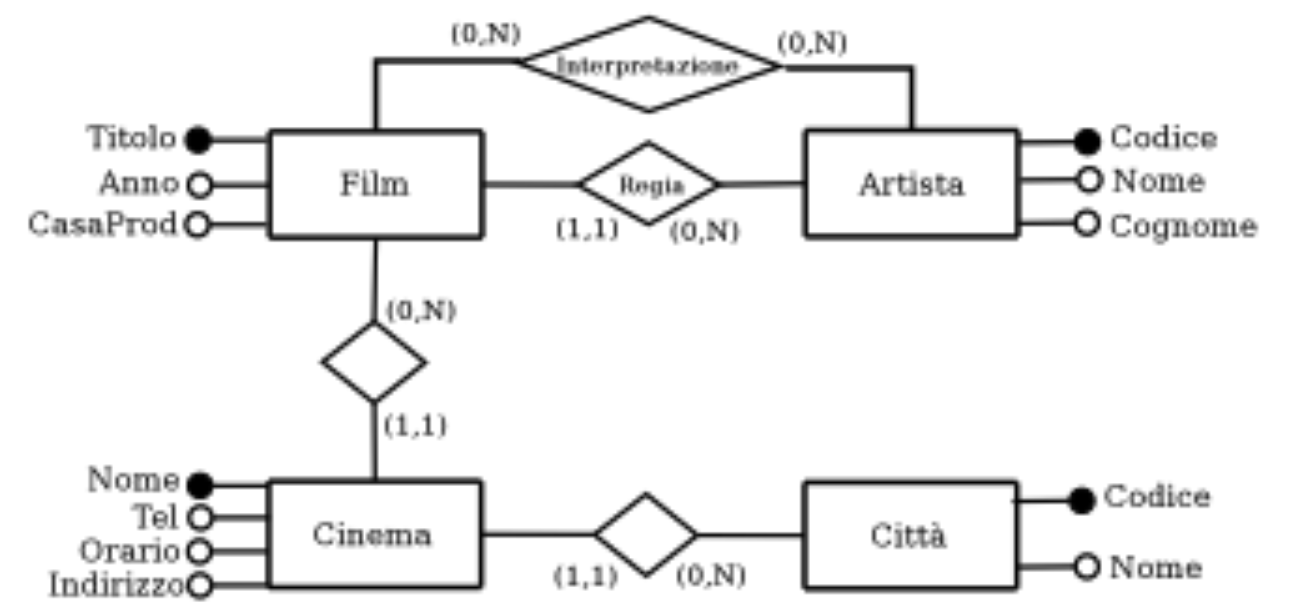 (0,N) (0,N)
Interpretazione
Titolo Codice
Anno Film Regia Artista Nome
CasaProd (1,1) (0,N) Cognome
(0,N)
(1,1)
Nome Codice
Tel
Cinema Città
Orario
Indirizzo (1,1) (0,N) Nome